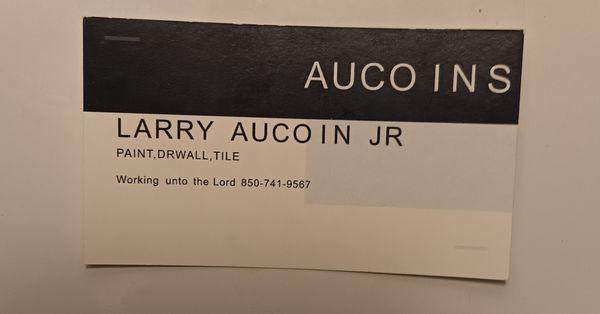 AUCOINS
LARRY AUCOIN JR
PAINT,DRWALL,TILE
Working unto the Lord 850-741-9567